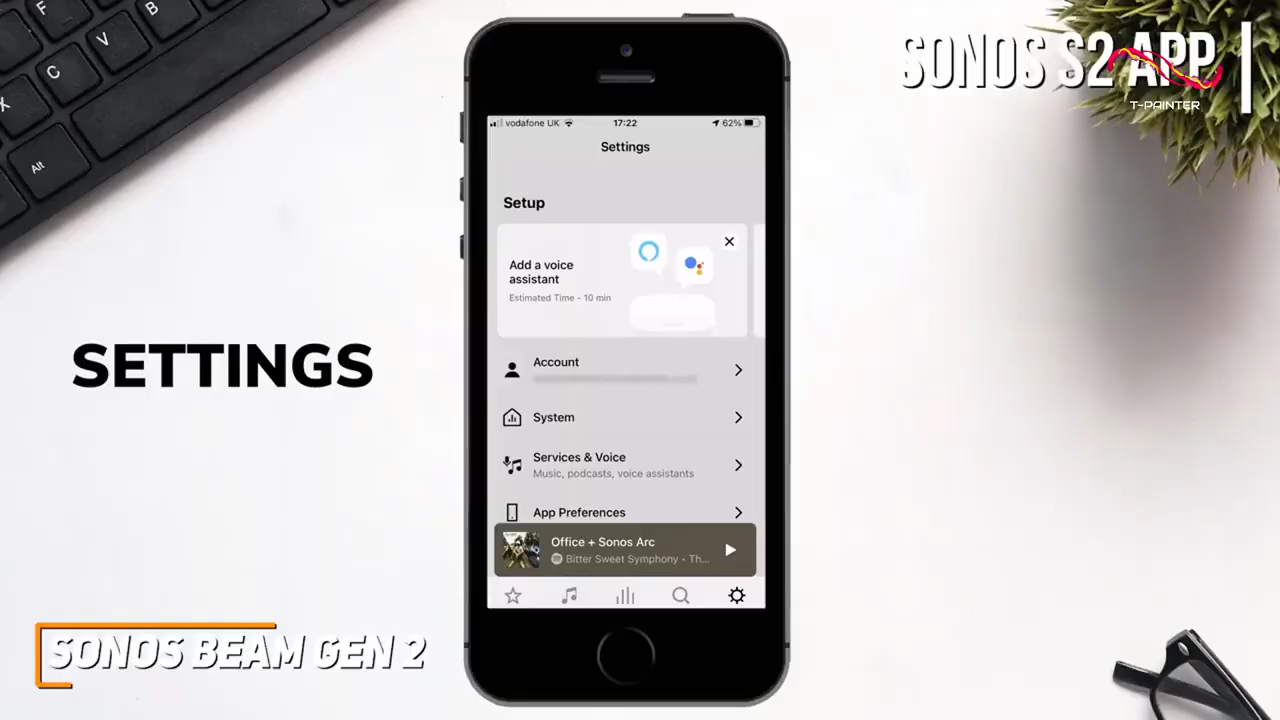 F
B
V
C
X
Alt
SONOS S2 APP
T-PAINTER
vodafone UK
17:22
62%
Settings
Setup
Add a voice
assistant
Estimated Time - 10 min
SETTINGS
Account
System
Services & Voice
Music, podcasts, voice assistants
App Preferences
Office + Sonos Arc
Bitter Sweet Symphony • Th...
SONOS BEAM GEN 2